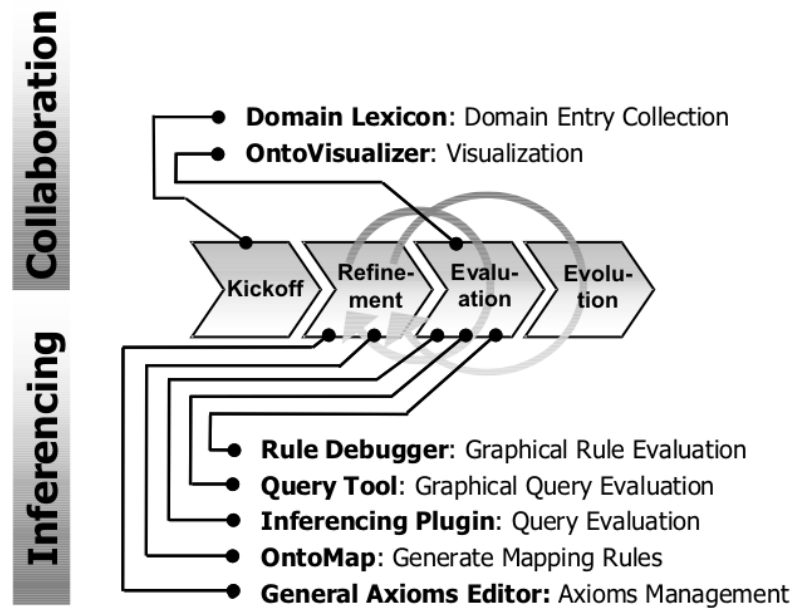 Collaboration
Domain Lexicon: Domain Entry Collection
OntoVisualizer: Visualization
Kickoff
Refine-
ment
Evalu-
ation
Evolu-
tion
Inferencing
Rule Debugger: Graphical Rule Evaluation
Query Tool: Graphical Query Evaluation
Inferencing Plugin: Query Evaluation
OntoMap: Generate Mapping Rules
General Axioms Editor: Axioms Management